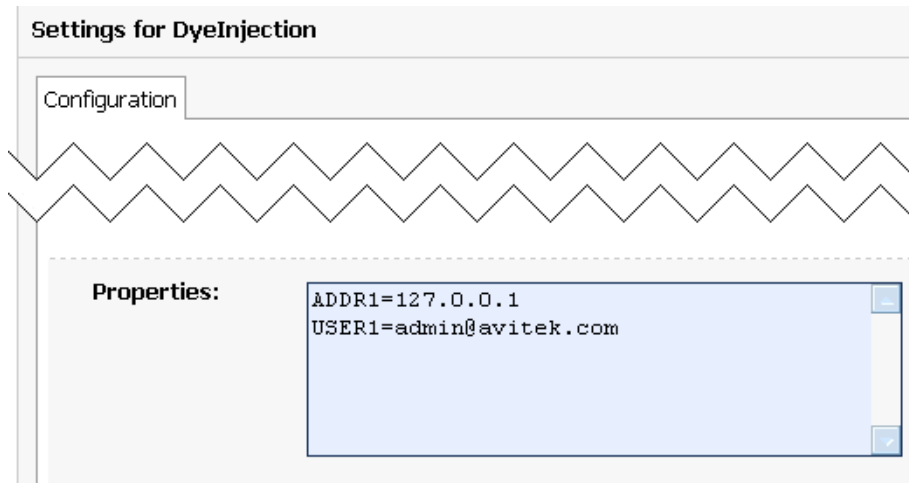 Settings for DyeInjection
Configuration
Properties:
ADDR1=127.0.0.1
USER1=admin@avitek.com